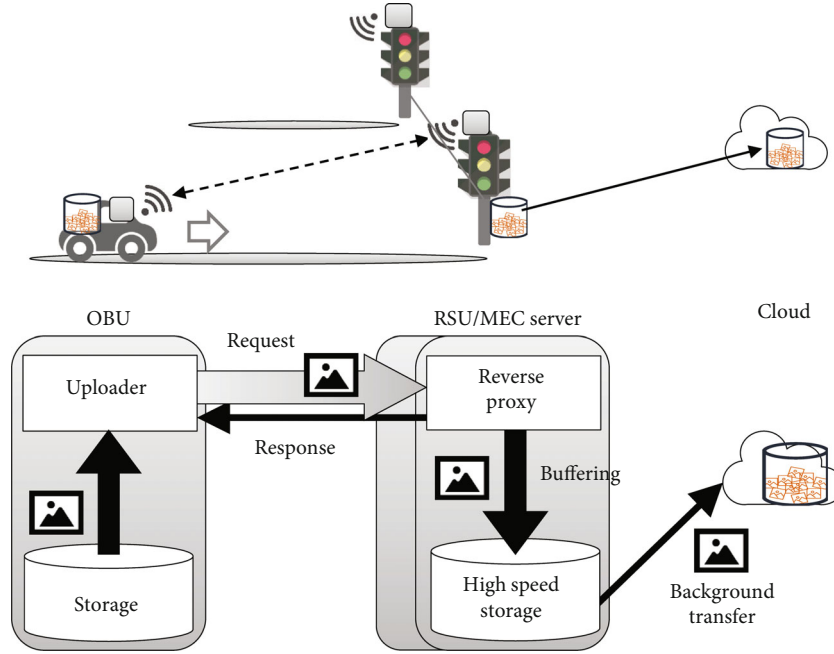 OBU
RSU/MEC server
Cloud
Request
Uploader
Reverse
proxy
Response
Buffering
Storage
High speed
storage
Background
transfer